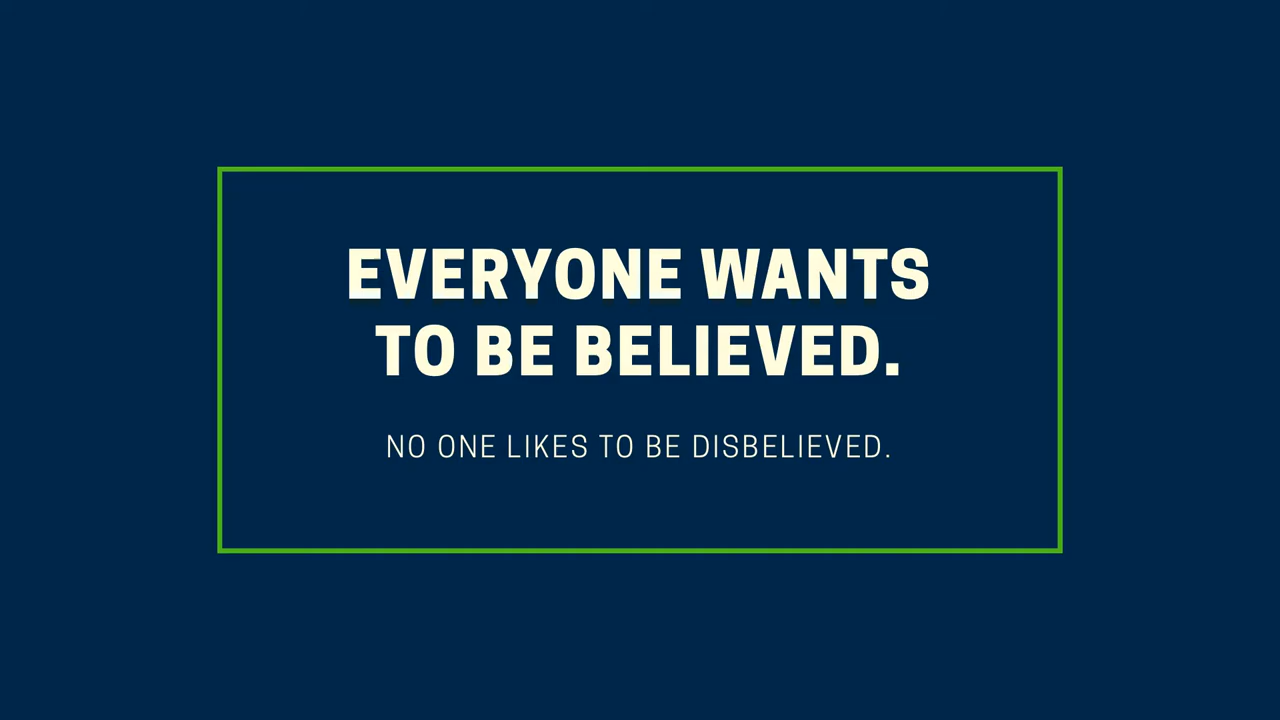 EVERYONE WANTS
TO BE BELIEVED.
NO ONE LIKES TO BE DISBELIEVED.